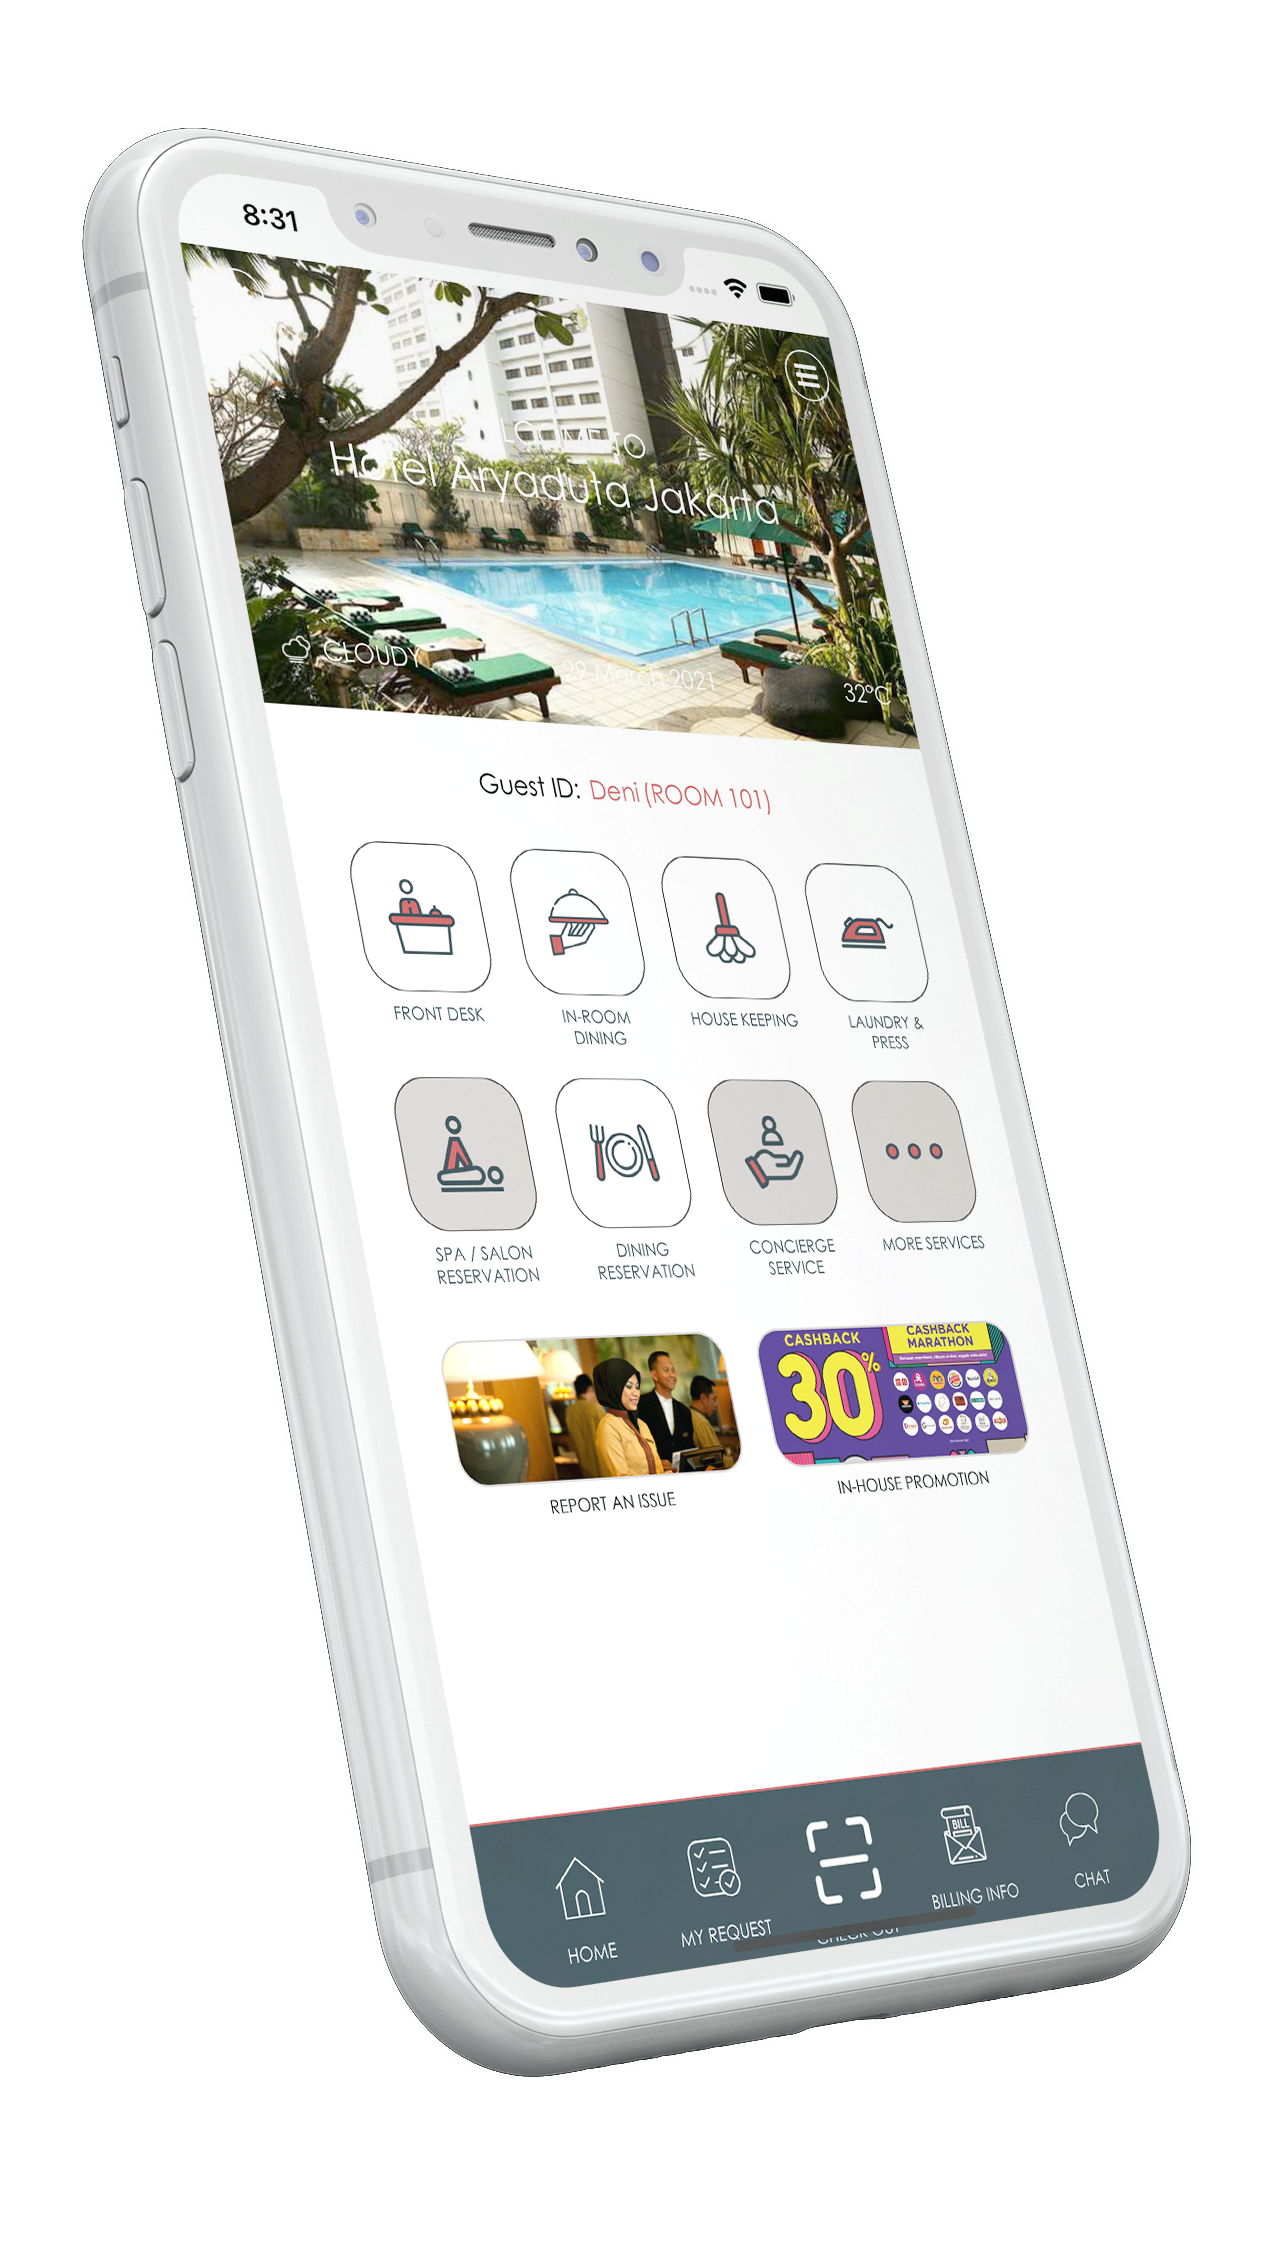 8:31
WELCOME TO
Hotel Aryaduta Jakarta
CLOUDY
29 March 2021
32°C
Guest ID: Deni (ROOM 101)
FRONT DESK
IN-ROOM
DINING
HOUSE KEEPING
LAUNDRY &
PRESS
SPA / SALON
RESERVATION
DINING
RESERVATION
CONCIERGE
SERVICE
MORE SERVICES
CASHBACK
30%
CASHBACK
MARATHON
REPORT AN ISSUE
IN-HOUSE PROMOTION
BILL
HOME
MY REQUEST
CHECK OUT
BILLING INFO
CHAT